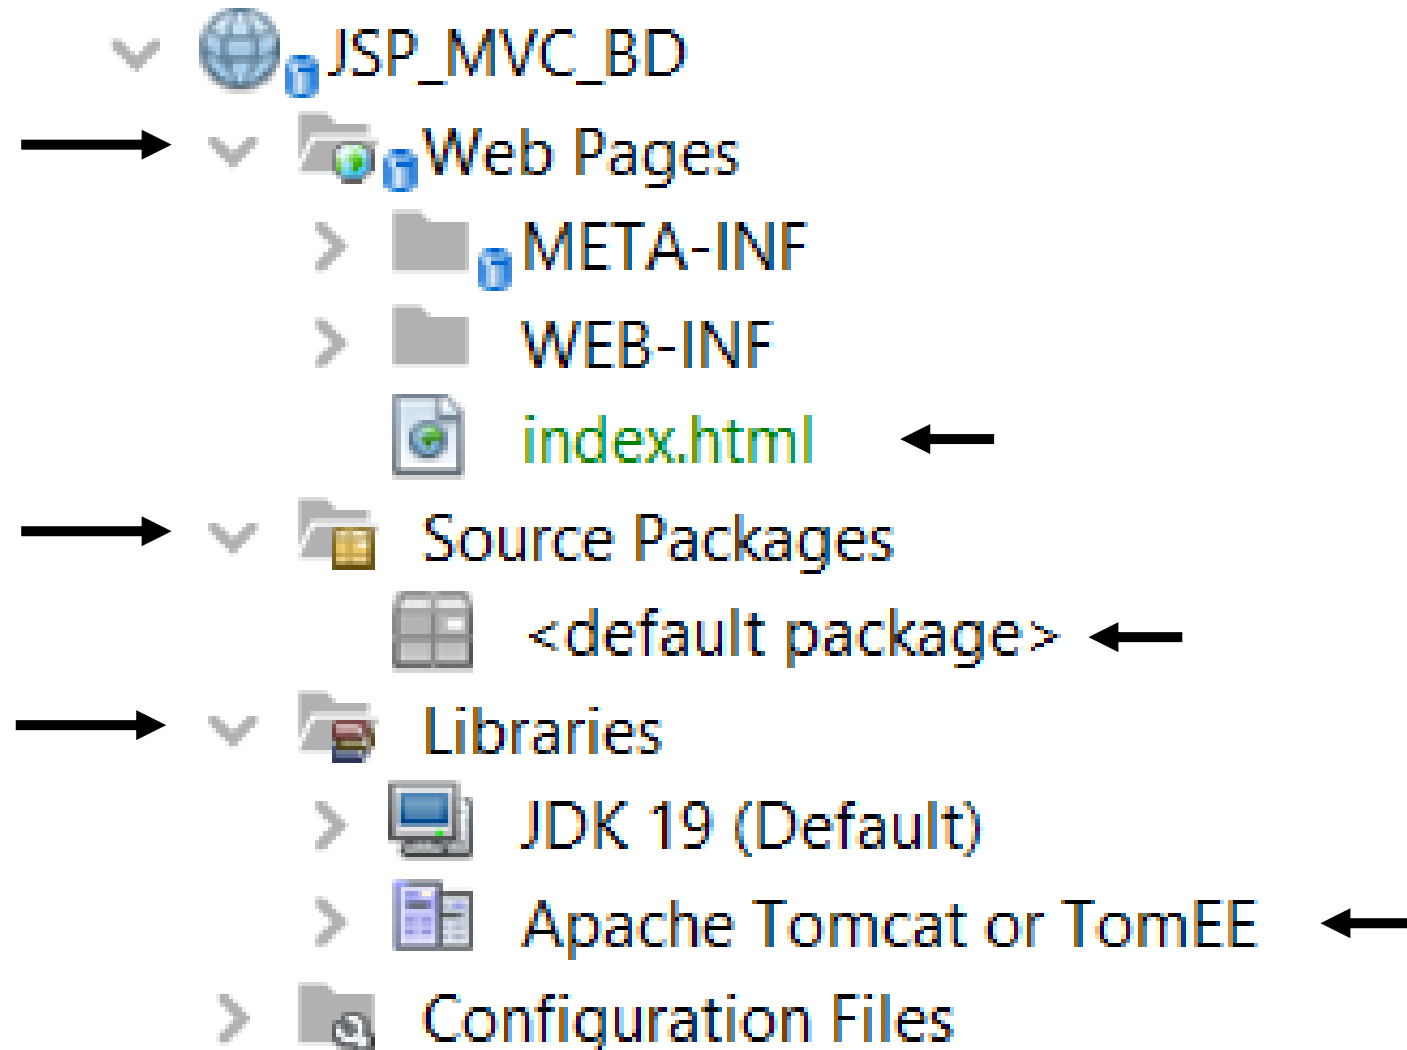 JSP_MVC_BD
Web Pages
META-INF
WEB-INF
index.html
Source Packages
<default package>
Libraries
JDK 19 (Default)
Apache Tomcat or TomEE
Configuration Files